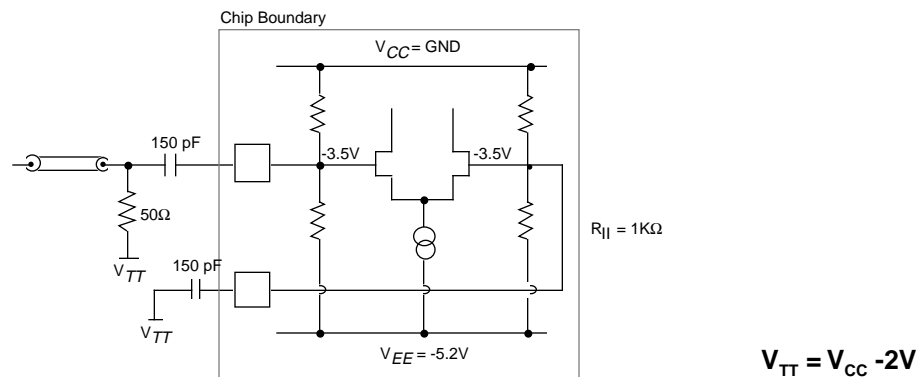 Chip Boundary
VCC = GND
150 pF
-3.5V
-3.5V
50Ω
RII = 1KΩ
VTT
150 pF
VTT
VEE = -5.2V
VTT = VCC -2V